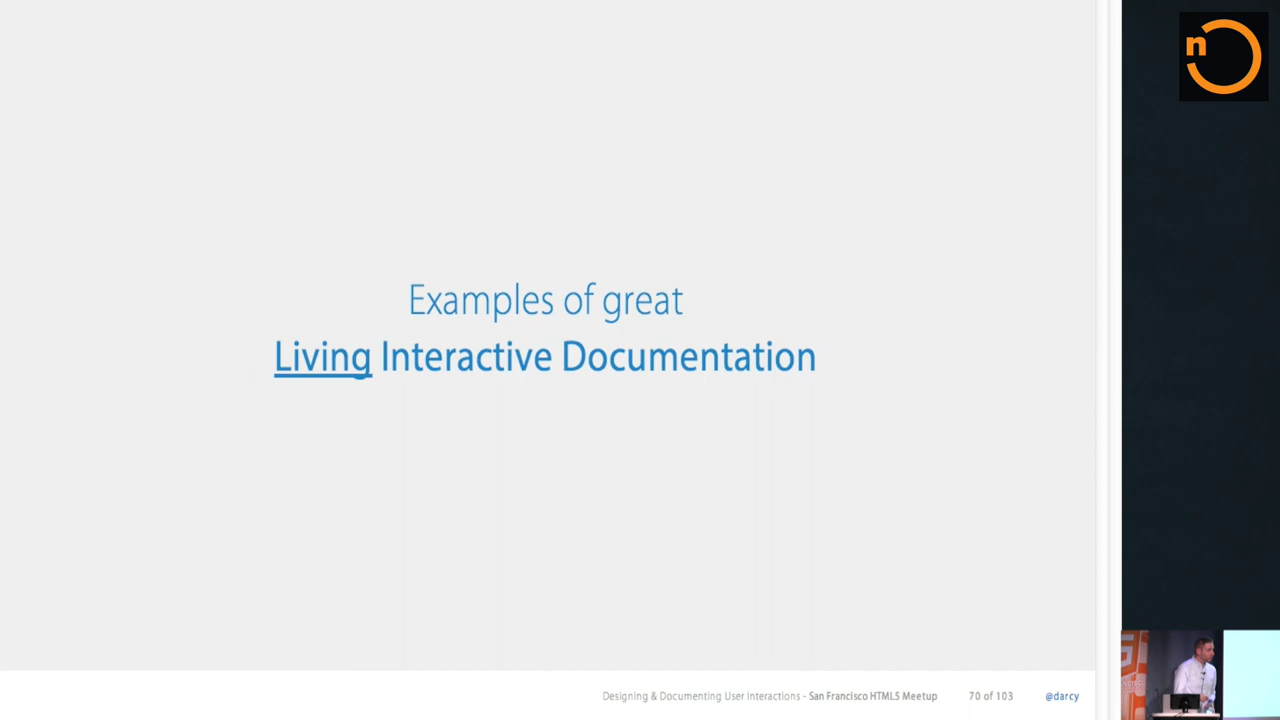 n
Examples of great
Living Interactive Documentation
Designing & Documenting User Interactions - San Francisco HTML5 Meetup 70 of 103 @darcy